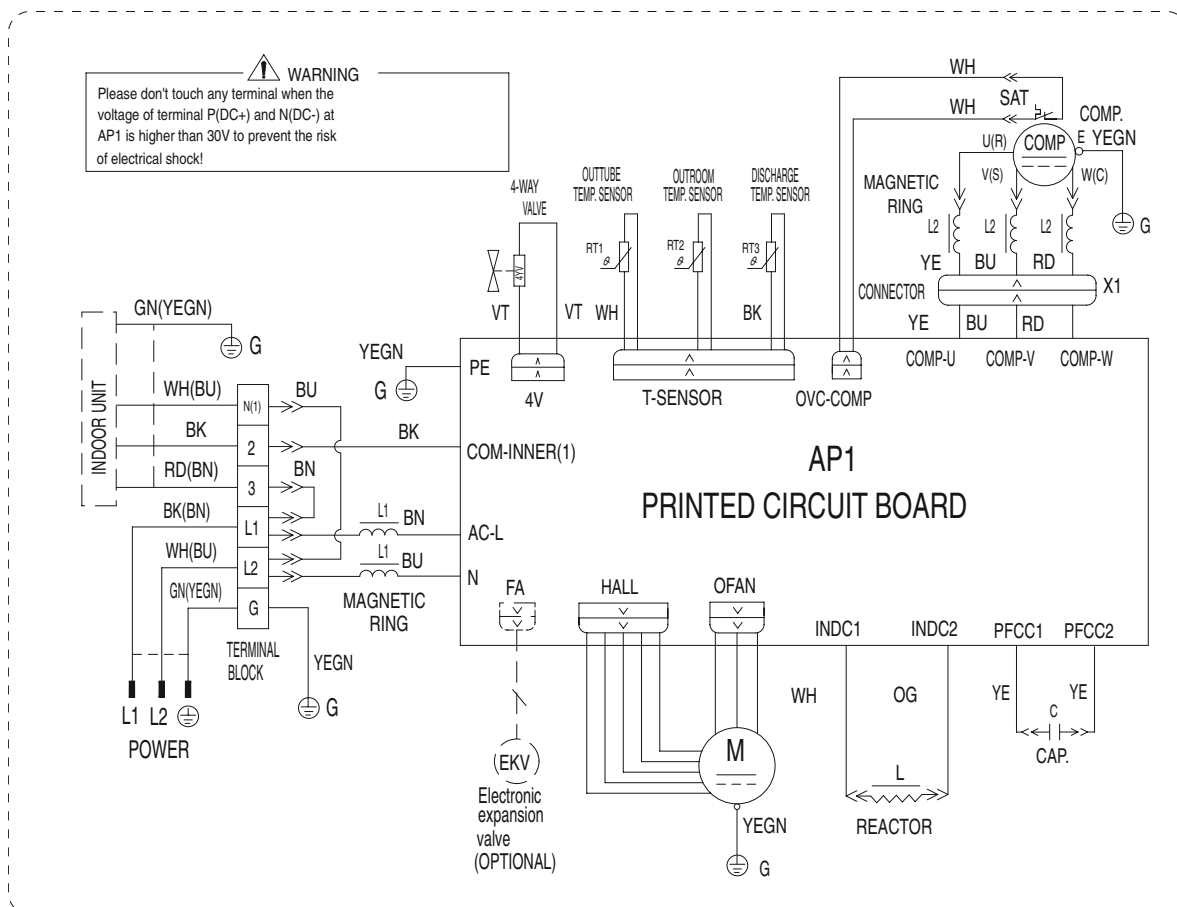 WARNING
Please don't touch any terminal when the
voltage of terminal P(DC+) and N(DC-) at
AP1 is higher than 30V to prevent the risk
of electrical shock!
WH
WH
SAT
COMP.
E YEGN
COMP
U(R)
V(S)
W(C)
G
MAGNETIC
RING
L2
L2
L2
YE
BU
RD
CONNECTOR
X1
YE
BU
RD
4-WAY
VALVE
4YV
VT
VT
OUTTUBE
TEMP. SENSOR
OUTROOM
TEMP. SENSOR
DISCHARGE
TEMP. SENSOR
RT1
θ
RT2
θ
RT3
θ
WH
BK
INDOOR UNIT
GN(YEGN)
G
WH(BU)
BK
RD(BN)
BK(BN)
WH(BU)
GN(YEGN)
N(1)
2
3
L1
L2
G
TERMINAL
BLOCK
BU
BN
BK
YEGN
G
L1
BN
L1
BU
MAGNETIC
RING
YEGN
G
L1
L2
POWER
PE
4V
T-SENSOR
OVC-COMP
COMP-U
COMP-V
COMP-W
COM-INNER(1)
AP1
PRINTED CIRCUIT BOARD
AC-L
N
FA
HALL
OFAN
INDC1
INDC2
PFCC1
PFCC2
EKV
Electronic
expansion
valve
(OPTIONAL)
M
YEGN
G
WH
OG
L
REACTOR
YE
YE
C
CAP.